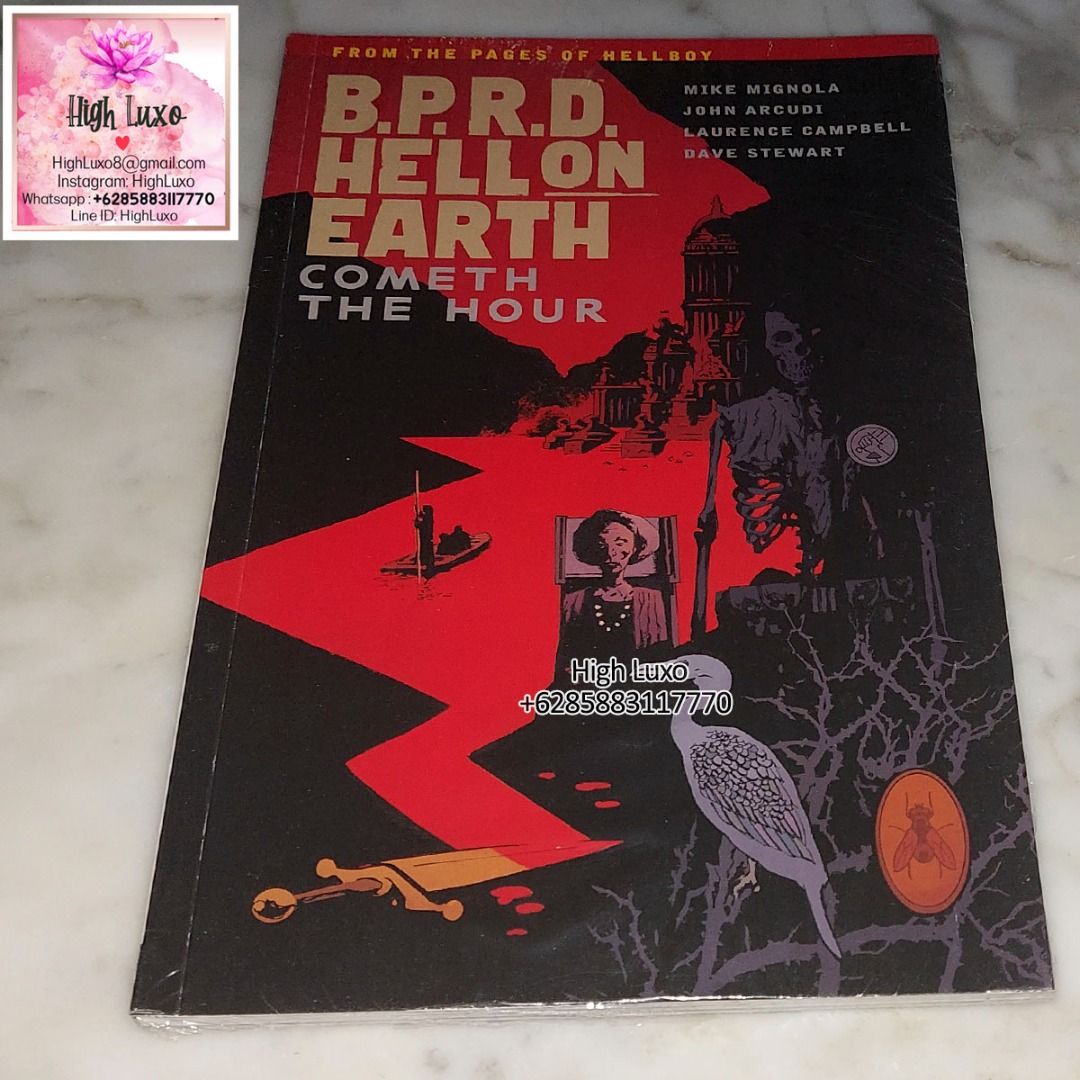 High Luxo
HighLuxo8@gmail.com
Instagram: HighLuxo
Whatsapp : +6285883117770
Line ID: HighLuxo
FROM THE PAGES OF HELLBOY
B.P.R.D.
HELL ON
EARTH
COMETH
THE HOUR
MIKE MIGNOLA
JOHN ARCUDI
LAURENCE CAMPBELL
DAVE STEWART
High Luxo
+6285883117770